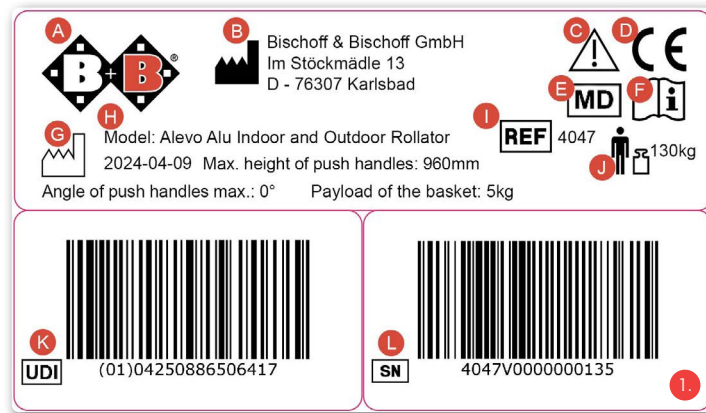 A
B + B ®
B
Bischoff & Bischoff GmbH
Im Stöckmädle 13
D - 76307 Karlsbad
C
D
CE
E
MD
F
i
G
H
Model: Alevo Alu Indoor and Outdoor Rollator
I
REF 4047
J
130kg
2024-04-09 Max. height of push handles: 960mm
Angle of push handles max.: 0° Payload of the basket: 5kg
K
UDI
(01)04250886506417
L
SN
4047V0000000135
1.